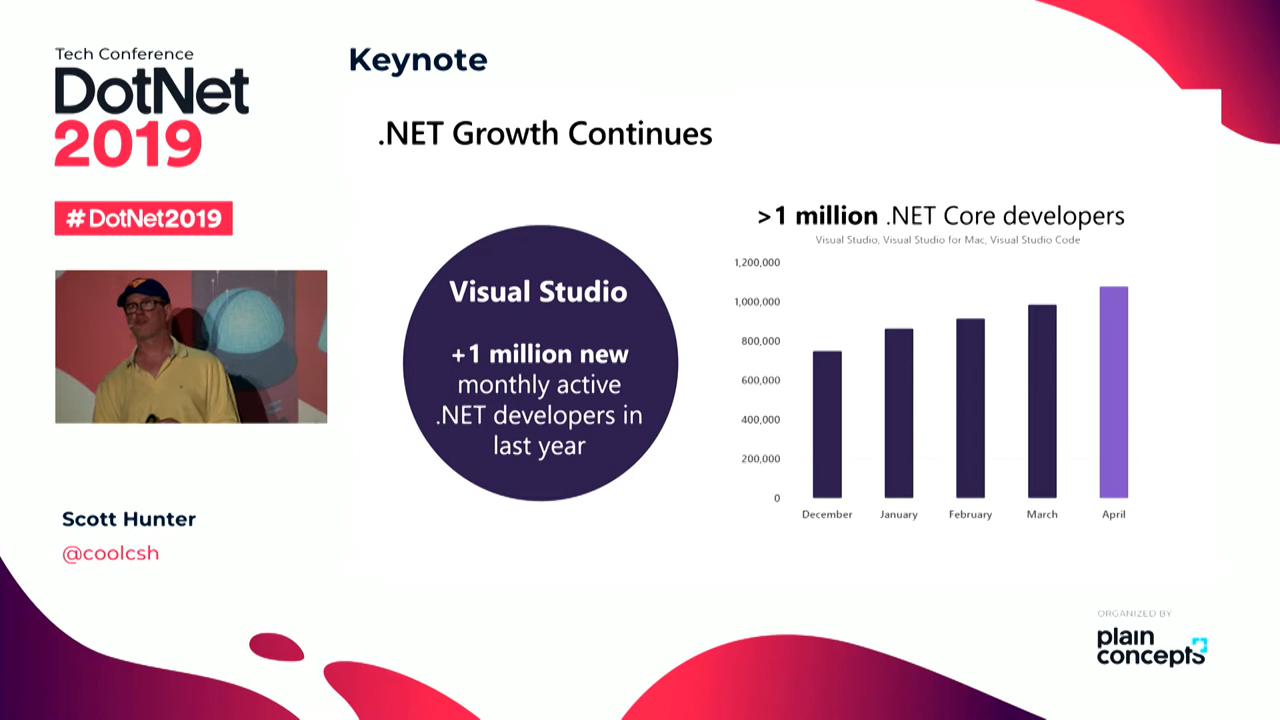 Tech Conference
DotNet
2019
#DotNet2019
Scott Hunter
@coolcsh
Keynote
.NET Growth Continues
Visual Studio
+1 million new
monthly active
.NET developers in
last year
>1 million .NET Core developers
Visual Studio, Visual Studio for Mac, Visual Studio Code
1,200,000
1,000,000
800,000
600,000
400,000
200,000
0
December January February March April
ORGANIZED BY
plain
concepts